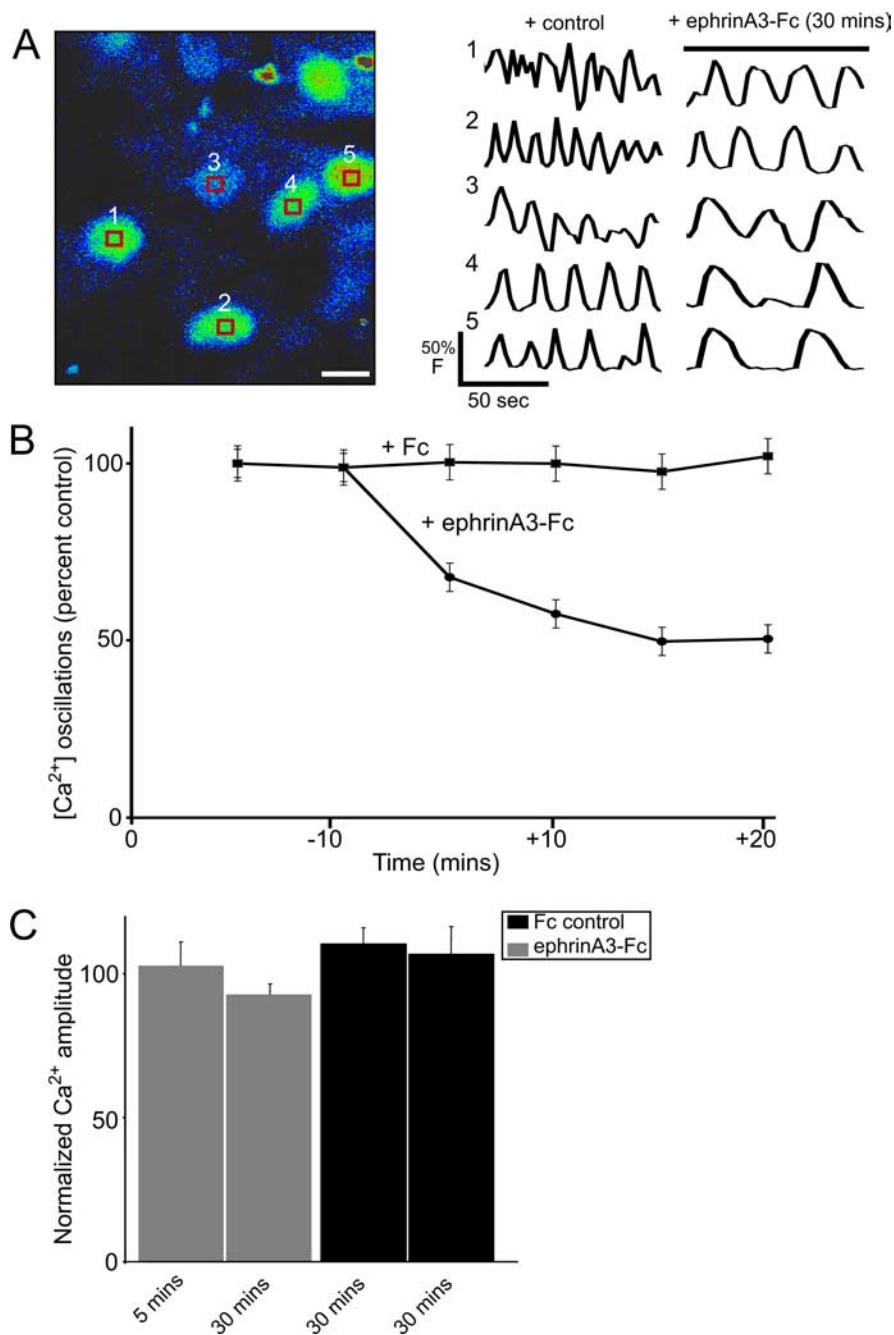 A
+ control
+ ephrinA3-Fc (30 mins)
1
2
3
4
5
1
2
3
4
5
50%
F
50 sec
B
+ Fc
+ ephrinA3-Fc
[Ca²⁺] oscillations (percent control)
100
50
0
0
-10
+10
+20
Time (mins)
C
Fc control
ephrinA3-Fc
Normalized Ca²⁺ amplitude
100
50
0
5 mins
30 mins
30 mins
30 mins